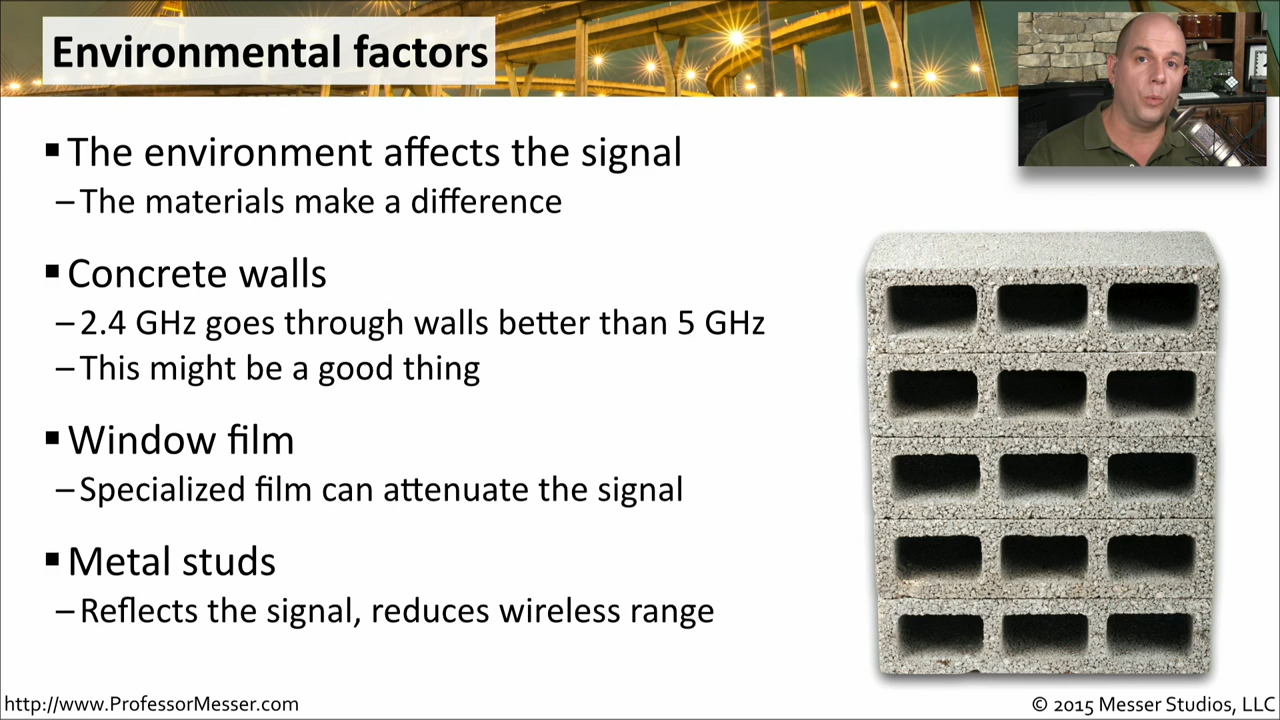 Environmental factors
▪ The environment affects the signal
– The materials make a difference
▪ Concrete walls
– 2.4 GHz goes through walls better than 5 GHz
– This might be a good thing
▪ Window film
– Specialized film can attenuate the signal
▪ Metal studs
– Reflects the signal, reduces wireless range
http://www.ProfessorMesser.com
© 2015 Messer Studios, LLC